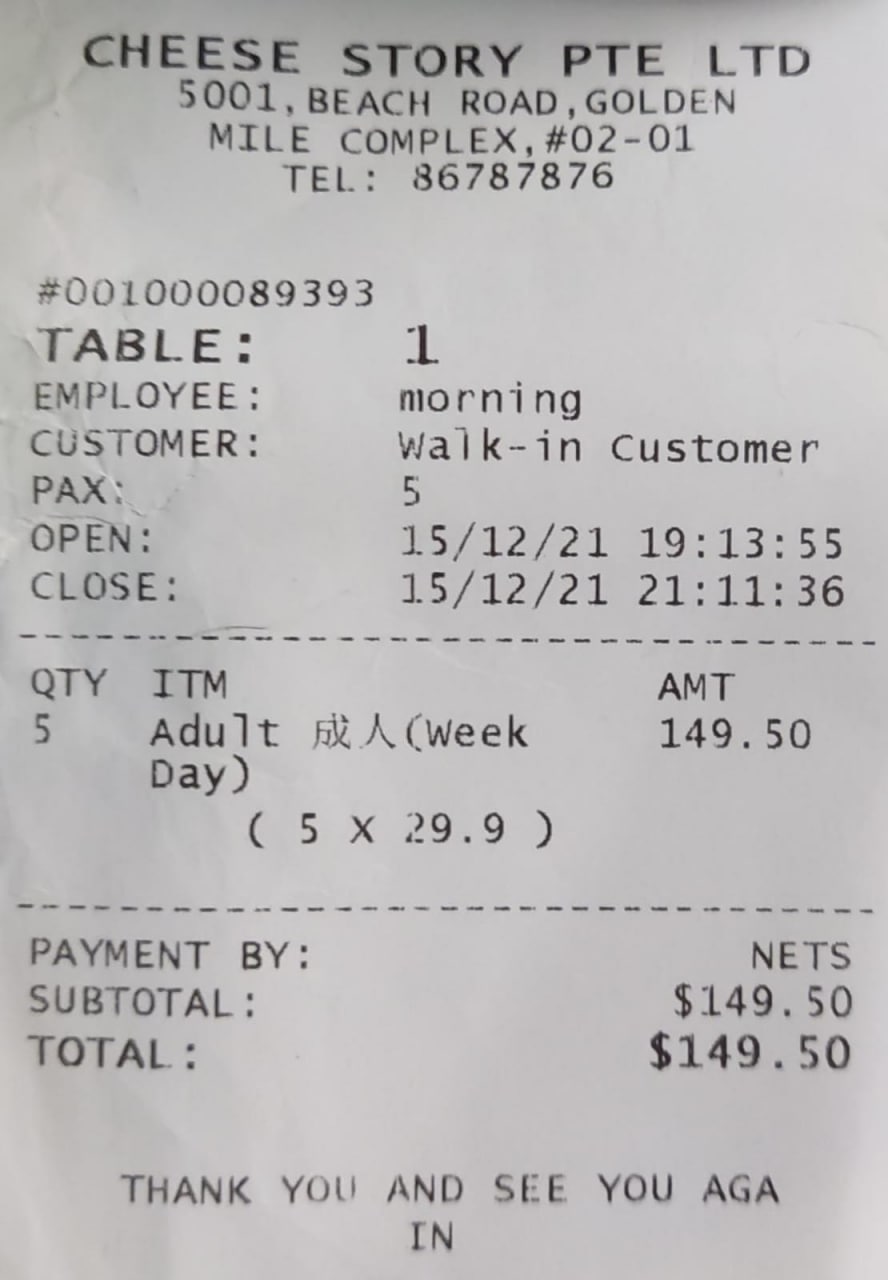 CHEESE STORY PTE LTD
5001, BEACH ROAD, GOLDEN
MILE COMPLEX, #02-01
TEL: 86787876
#001000089393
TABLE: 1
EMPLOYEE: morning
CUSTOMER: Walk-in Customer
PAX: 5
OPEN: 15/12/21 19:13:55
CLOSE: 15/12/21 21:11:36
QTY ITM AMT
5 Adult 成人(Week 149.50
Day)
( 5 X 29.9 )
PAYMENT BY: NETS
SUBTOTAL: $149.50
TOTAL: $149.50
THANK YOU AND SEE YOU AGA
IN